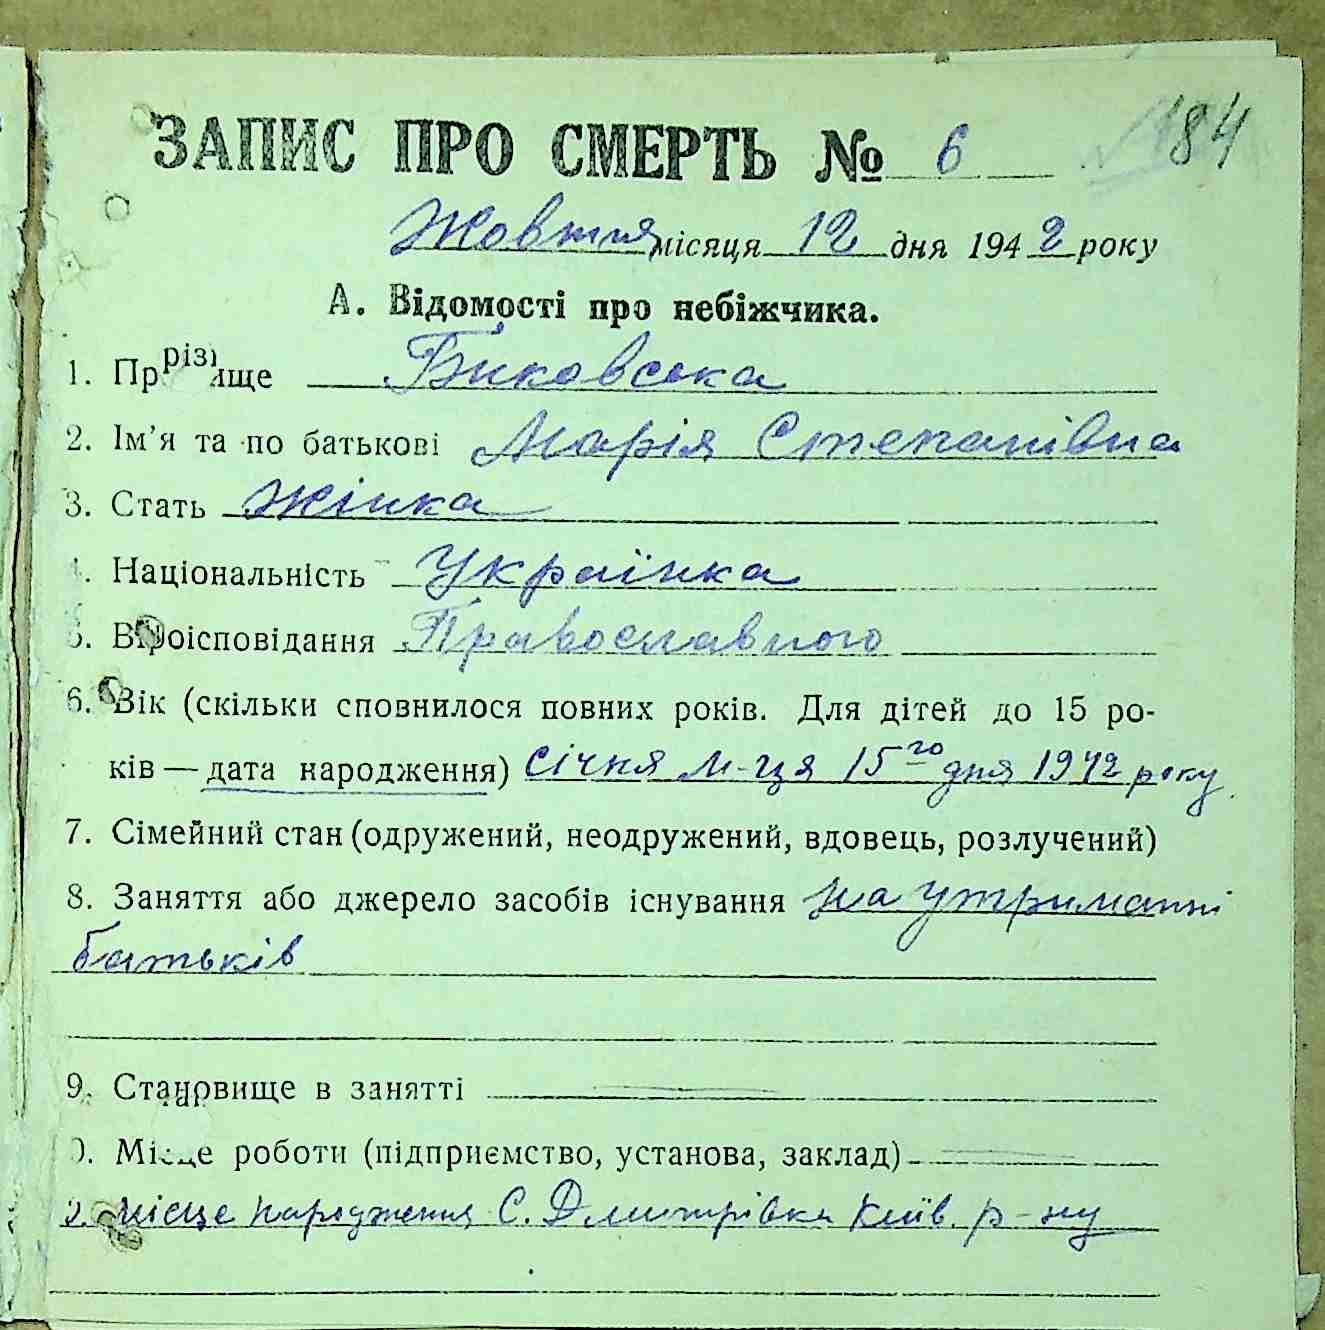 184
ЗАПИС ПРО СМЕРТЬ № 6
Жовтня місяця 12 дня 1942 року
А. Відомості про небіжчика.
1. Прізвище Биковська
2. Ім’я та по батькові Марія Степанівна
3. Стать Жінка
4. Національність Українка
5. Віроісповідання Православного
6. Вік (скільки сповнилося повних років. Для дітей до 15 ро-
ків — дата народження) Січня м-ця 15го дня 1942 року
7. Сімейний стан (одружений, неодружений, вдовець, розлучений)
8. Заняття або джерело засобів існування на утриманні
батьків
9. Становище в занятті
10. Місце роботи (підприємство, установа, заклад)
місце народження С. Дмитрівка Київ. р-ну